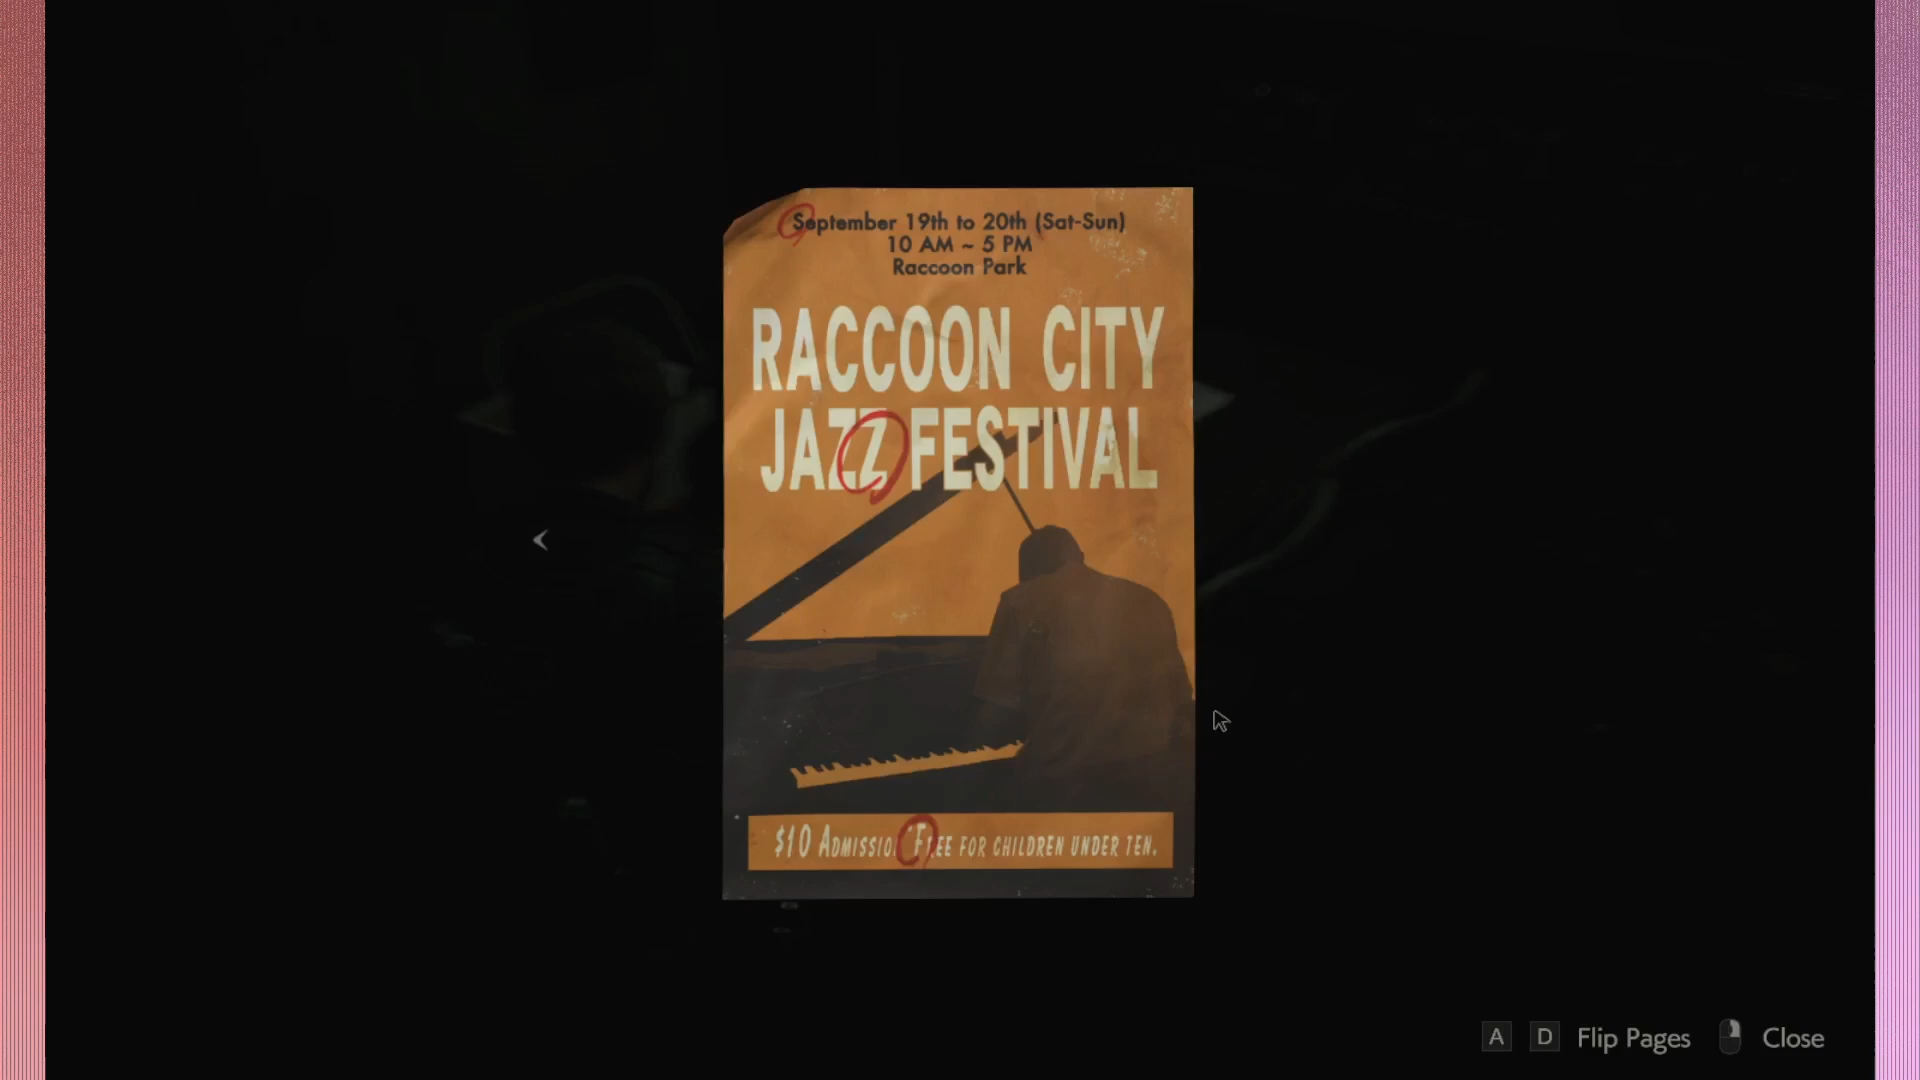 September 19th to 20th (Sat-Sun)
10 AM ~ 5 PM
Raccoon Park
RACCOON CITY
JAZZ FESTIVAL
$10 Admission Free for children under ten.
A D Flip Pages Close